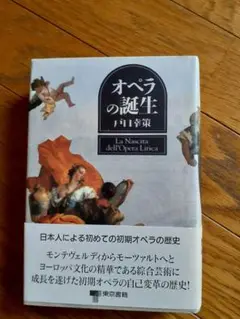 オペラ
の誕生
戸口幸策
La Nascita
dell'Opera Lirica
日本人による初めての初期オペラの歴史
モンテヴェルディからモーツァルトへと
ヨーロッパ文化の精華である綜合芸術に
成長を遂げた初期オペラの自己変革の歴史!
東京書籍